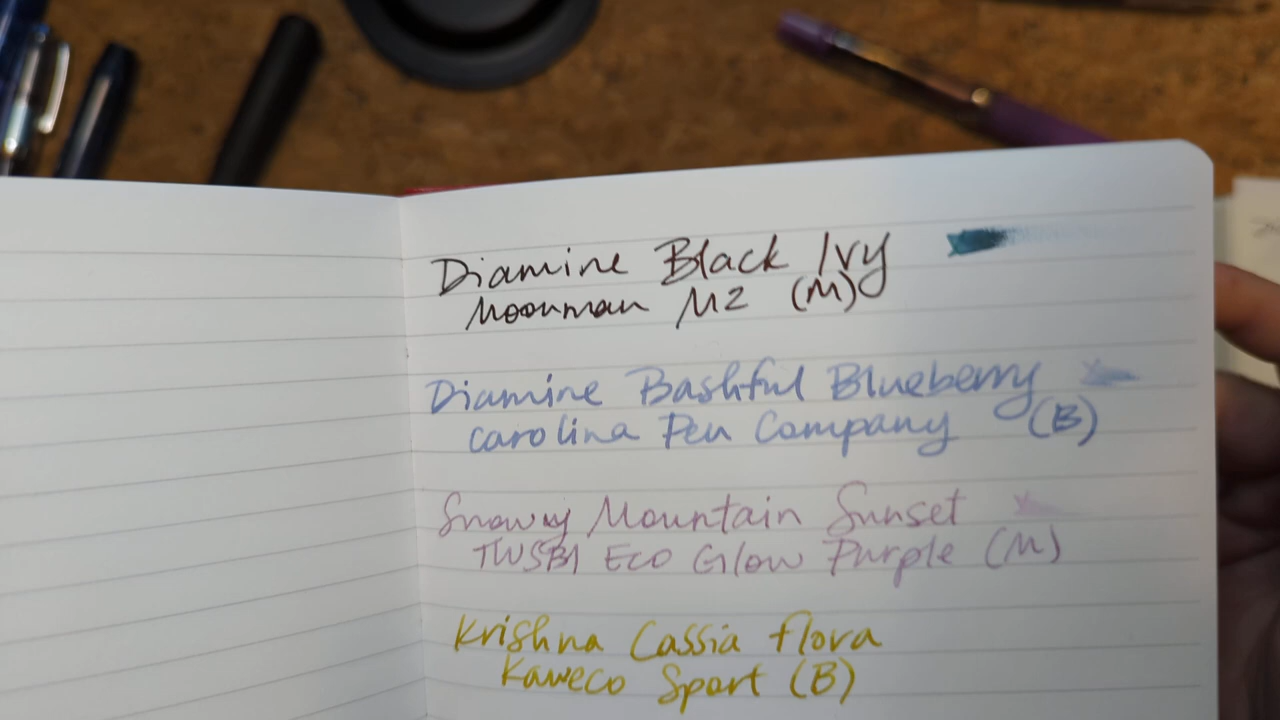 Diamine Black Ivy
Moonman M2 (M)
Diamine Bashful Blueberry
Carolina Pen Company (B)
Snowy Mountain Sunset
TWSBI Eco Glow Purple (M)
Krishna Cassia flora
Kaweco Sport (B)